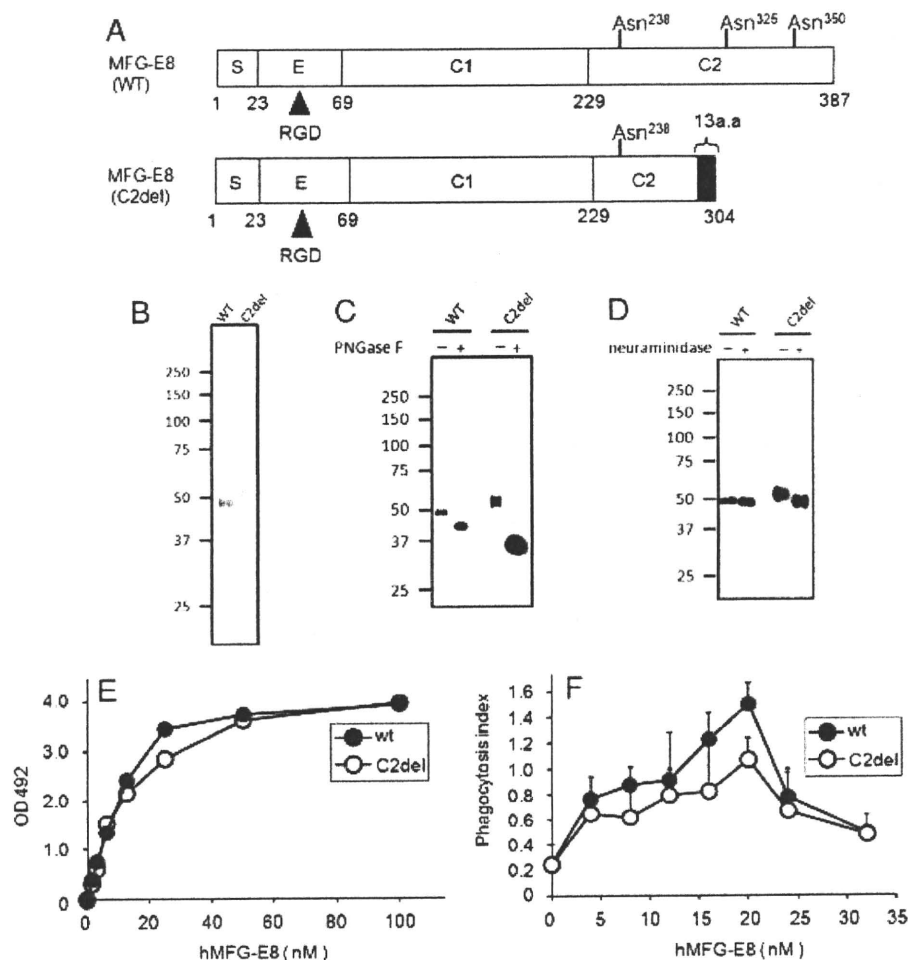 A
Asn238 Asn325 Asn350
MFG-E8
(WT)
S E C1 C2
1 23 69 229 387
RGD
Asn238 13a.a
MFG-E8
(C2del)
S E C1 C2
1 23 69 229 304
RGD
B
WT C2del
250
150
100
75
50
37
25
C
WT C2del
PNGase F − + − +
250
150
100
75
50
37
25
D
WT C2del
neuraminidase − + − +
250
150
100
75
50
37
25
E
OD492
4.0
3.0
2.0
1.0
0
0 20 40 60 80 100
hMFG-E8 ( nM )
wt
C2del
F
Phagocytosis index
1.6
1.4
1.2
1.0
0.8
0.6
0.4
0.2
0
0 5 10 15 20 25 30 35
hMFG-E8 ( nM )
wt
C2del